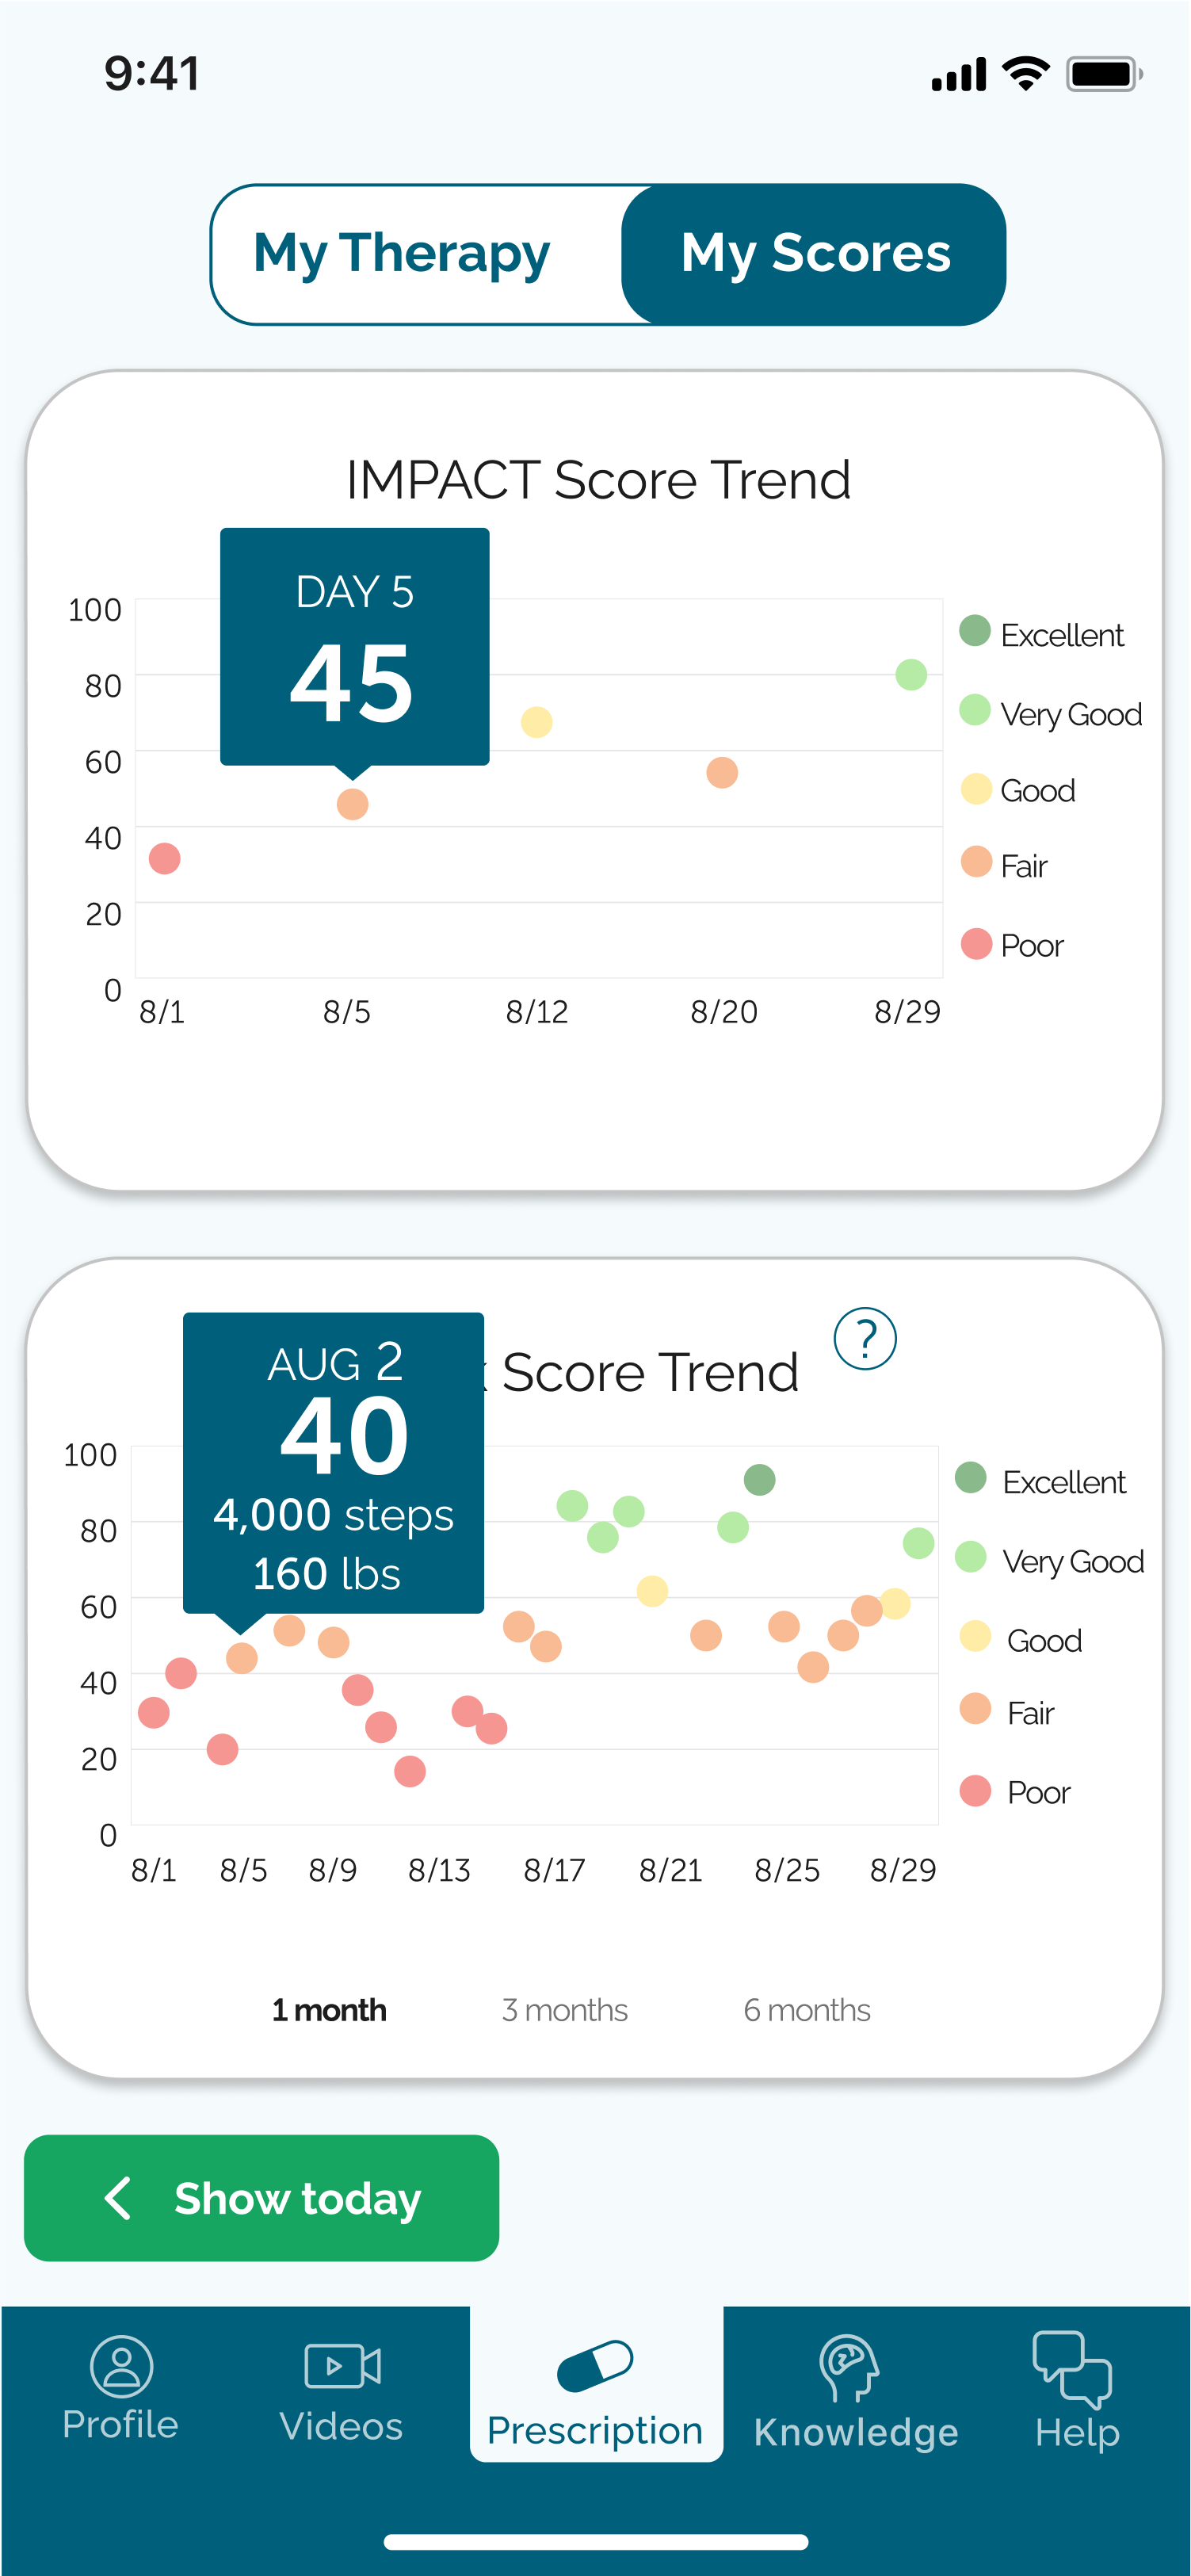 9:41
My Therapy
My Scores
IMPACT Score Trend
DAY 5
45
100
80
60
40
20
0
8/1 8/5 8/12 8/20 8/29
Excellent
Very Good
Good
Fair
Poor
Score Trend
?
AUG 2
40
4,000 steps
160 lbs
100
80
60
40
20
0
8/1 8/5 8/9 8/13 8/17 8/21 8/25 8/29
Excellent
Very Good
Good
Fair
Poor
1 month 3 months 6 months
Show today
Profile
Videos
Prescription
Knowledge
Help